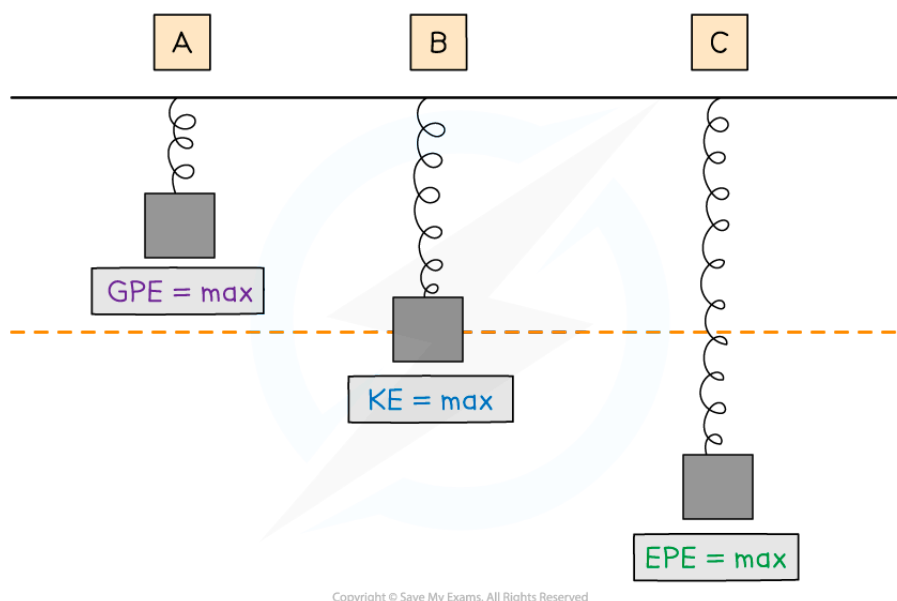 A B C
GPE = max
KE = max
EPE = max
Copyright © Save My Exams. All Rights Reserved